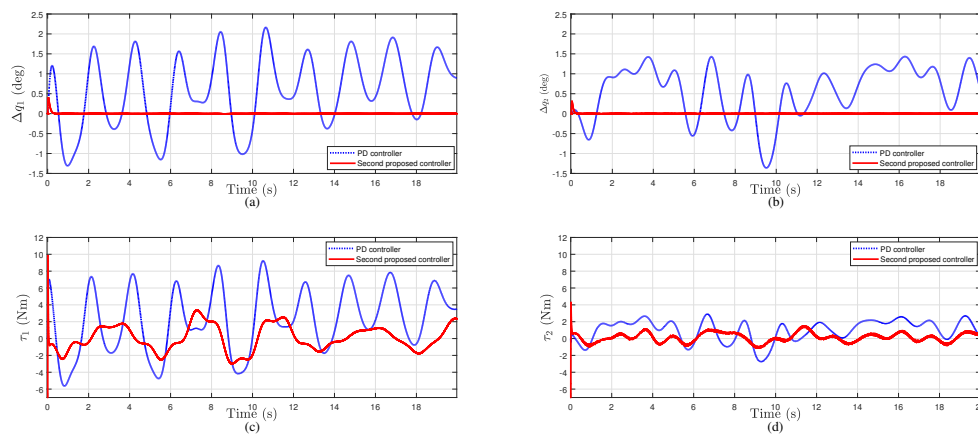 2.5
2
1.5
1
0.5
0
-0.5
-1
-1.5
Δq₁ (deg)
0 2 4 6 8 10 12 14 16 18
PD controller
Second proposed controller
Time (s)
(a)
2.5
2
1.5
1
0.5
0
-0.5
-1
-1.5
Δq₂ (deg)
0 2 4 6 8 10 12 14 16 18 20
PD controller
Second proposed controller
Time (s)
(b)
12
10
8
6
4
2
0
-2
-4
-6
τ₁ (Nm)
PD controller
Second proposed controller
0 2 4 6 8 10 12 14 16 18
Time (s)
(c)
12
10
8
6
4
2
0
-2
-4
-6
τ₂ (Nm)
PD controller
Second proposed controller
0 2 4 6 8 10 12 14 16 18 20
Time (s)
(d)